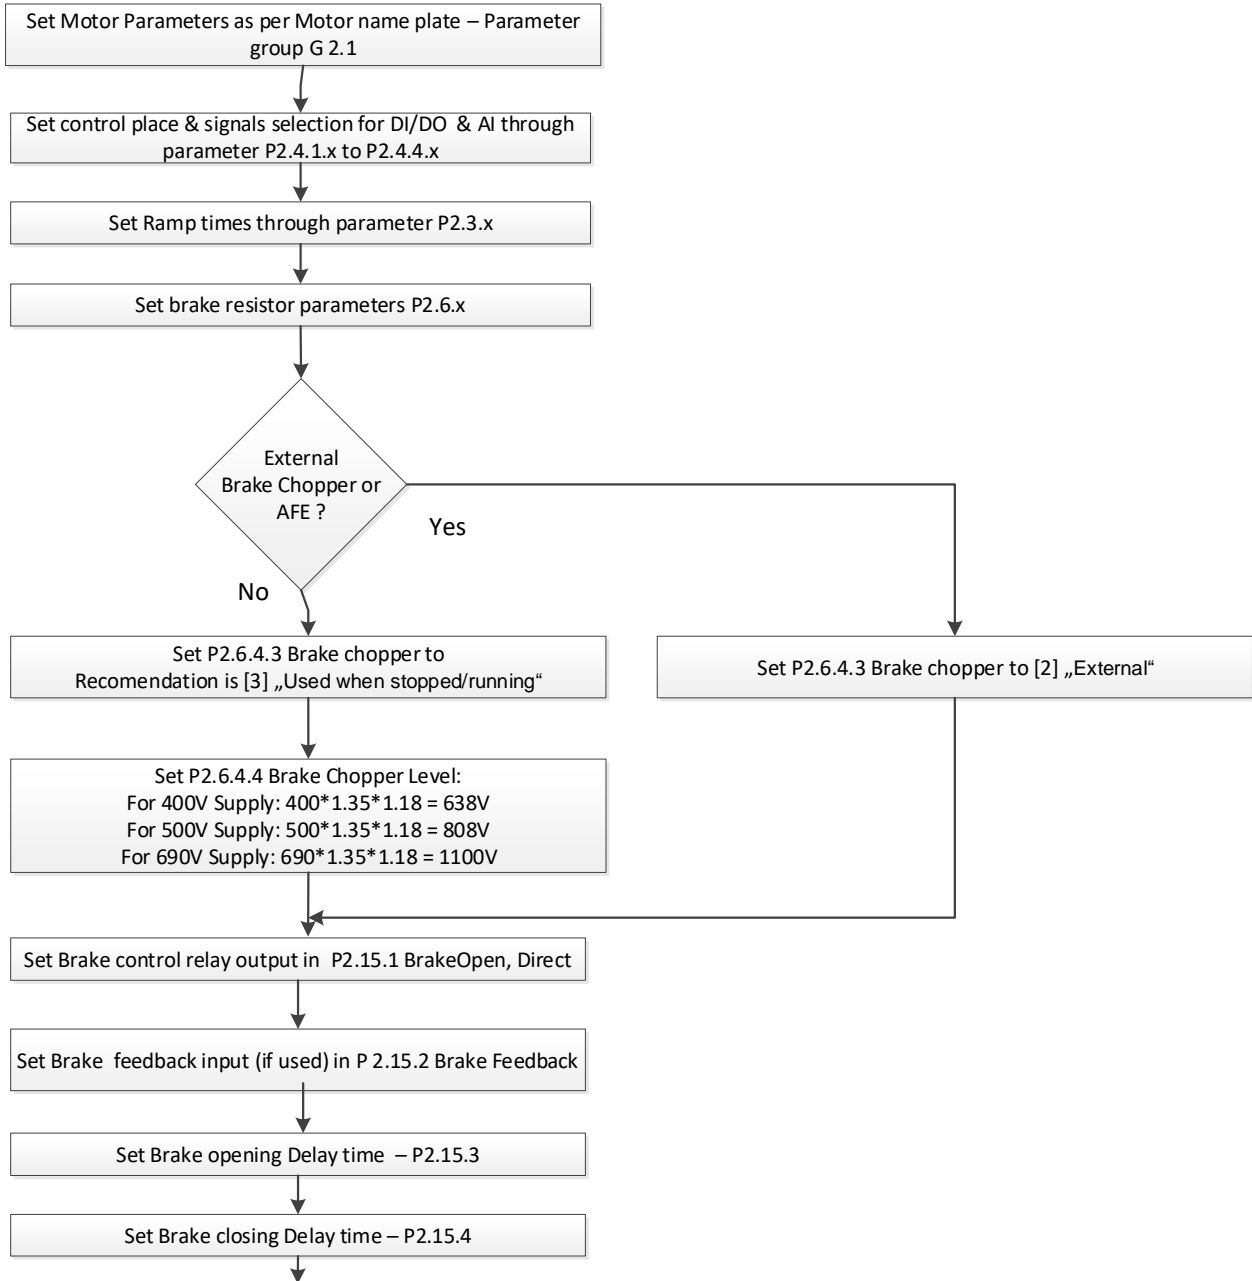 Set Motor Parameters as per Motor name plate – Parameter
group G 2.1
Set control place & signals selection for DI/DO & AI through
parameter P2.4.1.x to P2.4.4.x
Set Ramp times through parameter P2.3.x
Set brake resistor parameters P2.6.x
External
Brake Chopper or
AFE ?
Yes
No
Set P2.6.4.3 Brake chopper to
Recomendation is [3] „Used when stopped/running“
Set P2.6.4.3 Brake chopper to [2] „External“
Set P2.6.4.4 Brake Chopper Level:
For 400V Supply: 400*1.35*1.18 = 638V
For 500V Supply: 500*1.35*1.18 = 808V
For 690V Supply: 690*1.35*1.18 = 1100V
Set Brake control relay output in P2.15.1 BrakeOpen, Direct
Set Brake feedback input (if used) in P 2.15.2 Brake Feedback
Set Brake opening Delay time – P2.15.3
Set Brake closing Delay time – P2.15.4